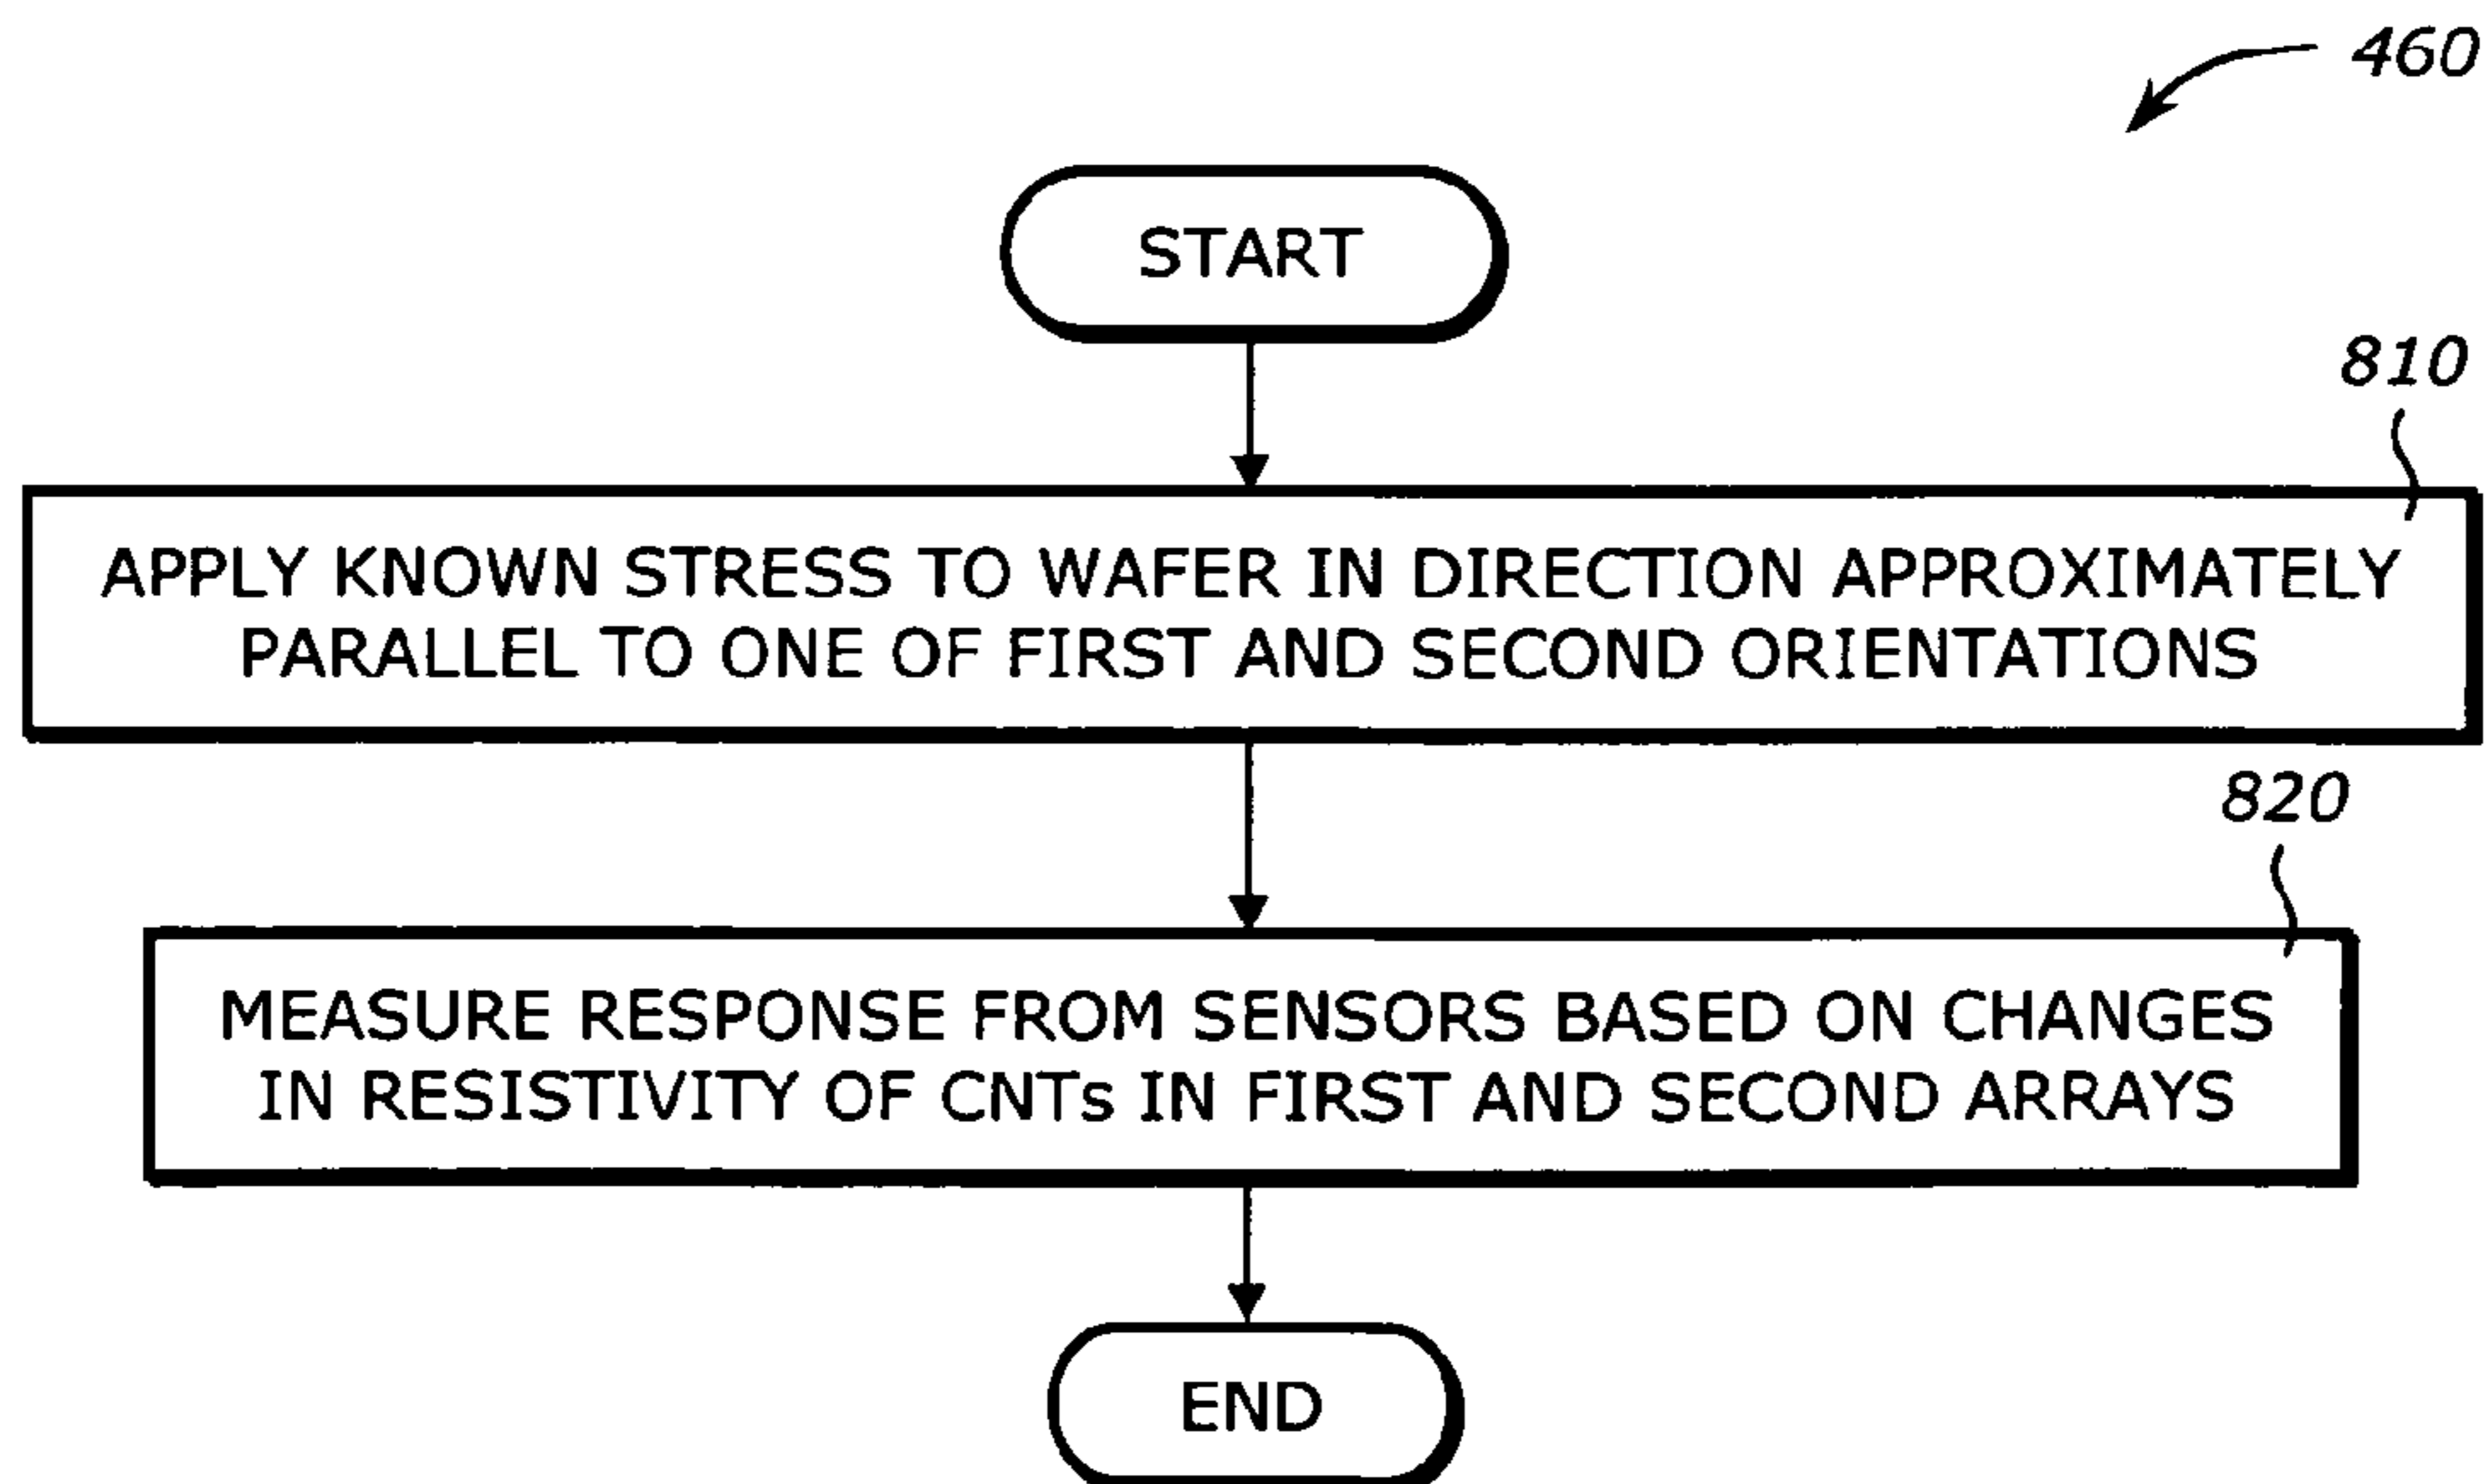 460
START
810
APPLY KNOWN STRESS TO WAFER IN DIRECTION APPROXIMATELY
PARALLEL TO ONE OF FIRST AND SECOND ORIENTATIONS
820
MEASURE RESPONSE FROM SENSORS BASED ON CHANGES
IN RESISTIVITY OF CNTs IN FIRST AND SECOND ARRAYS
END